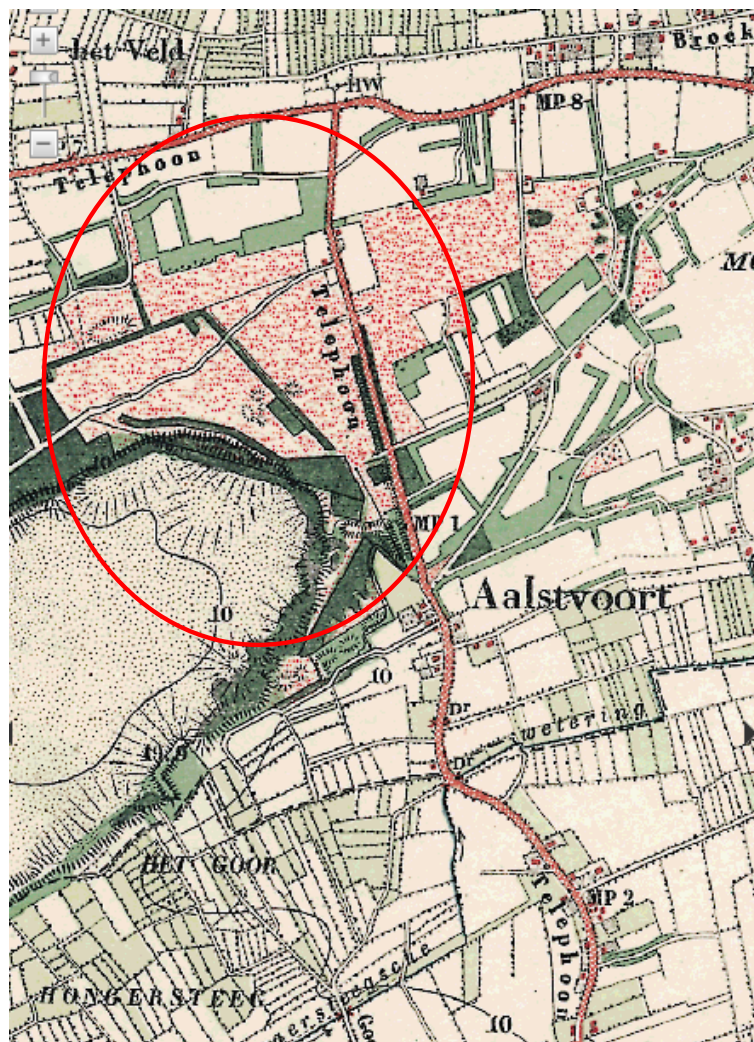 +
het Veld
Broek
HW
MP 8
−
Telephoon
Telephoon
MP 1
Aalstvoort
10
10
Dr
wetering
Dr
HET GOOR
MP 2
Telephoon
HONGERSTEEG
10